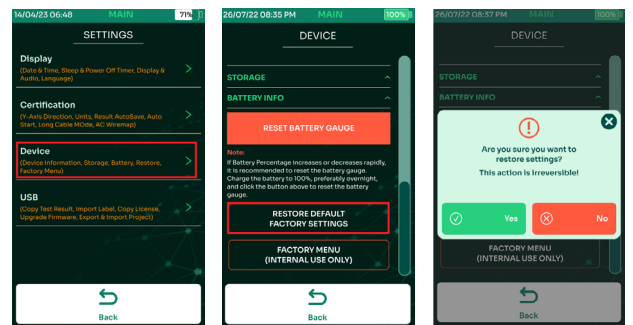 14/04/23 06:48 MAIN 71%
SETTINGS
Display
(Date & Time, Sleep & Power Off Timer, Display &
Audio, Language)
Certification
(Y-Axis Direction, Units, Result AutoSave, Auto
Start, Long Cable MOde, AC Wiremap)
Device
(Device Information, Storage, Battery, Restore,
Factory Menu)
USB
(Copy Test Result, Import Label, Copy License,
Upgrade Firmware, Export & Import Project)
Back
26/07/22 08:35 PM MAIN 100%
DEVICE
STORAGE
BATTERY INFO
RESET BATTERY GAUGE
Note:
If Battery Percentage increases or decreases rapidly,
it is recommended to reset the battery gauge.
Charge the battery to 100%, preferably overnight,
and click the button above to reset the battery
gauge.
RESTORE DEFAULT
FACTORY SETTINGS
FACTORY MENU
(INTERNAL USE ONLY)
Back
26/07/22 08:37 PM MAIN 100%
DEVICE
STORAGE
BATTERY INFO
Are you sure you want to
restore settings?
This action is irreversible!
Yes
No
FACTORY MENU
(INTERNAL USE ONLY)
Back